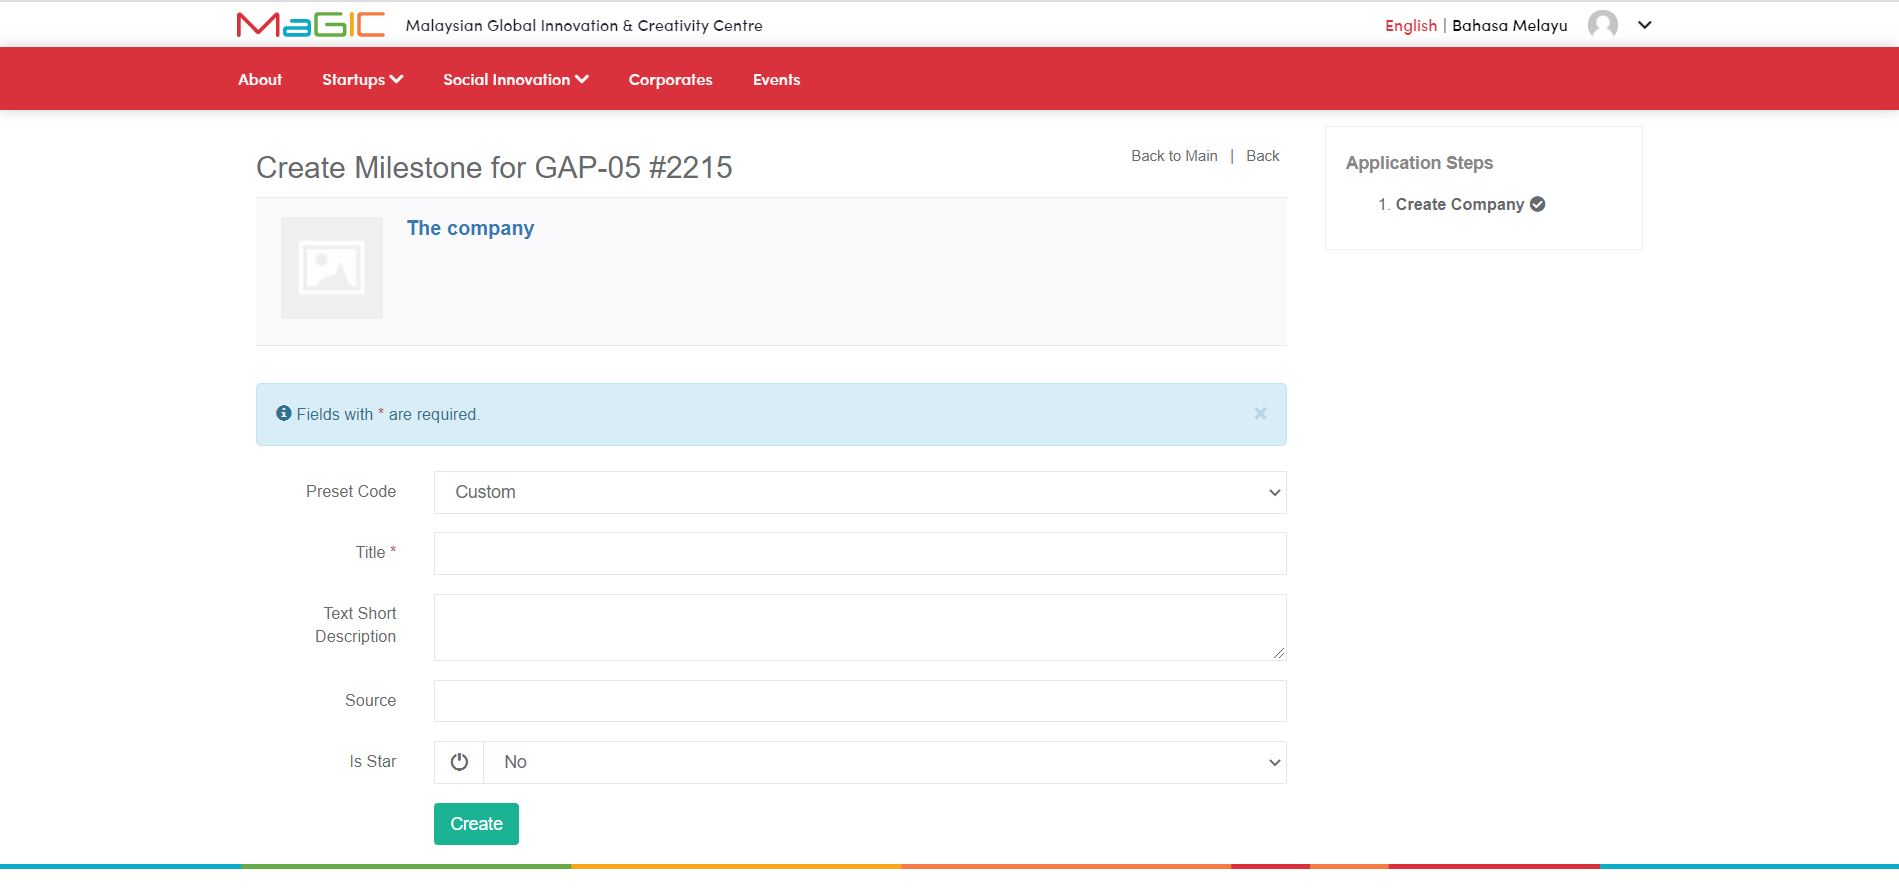 MaGIC Malaysian Global Innovation & Creativity Centre
English | Bahasa Melayu
About Startups Social Innovation Corporates Events
Create Milestone for GAP-05 #2215
Back to Main | Back
The company
Application Steps
1. Create Company
Fields with * are required.
×
Preset Code Custom
Title *
Text Short
Description
Source
Is Star No
Create